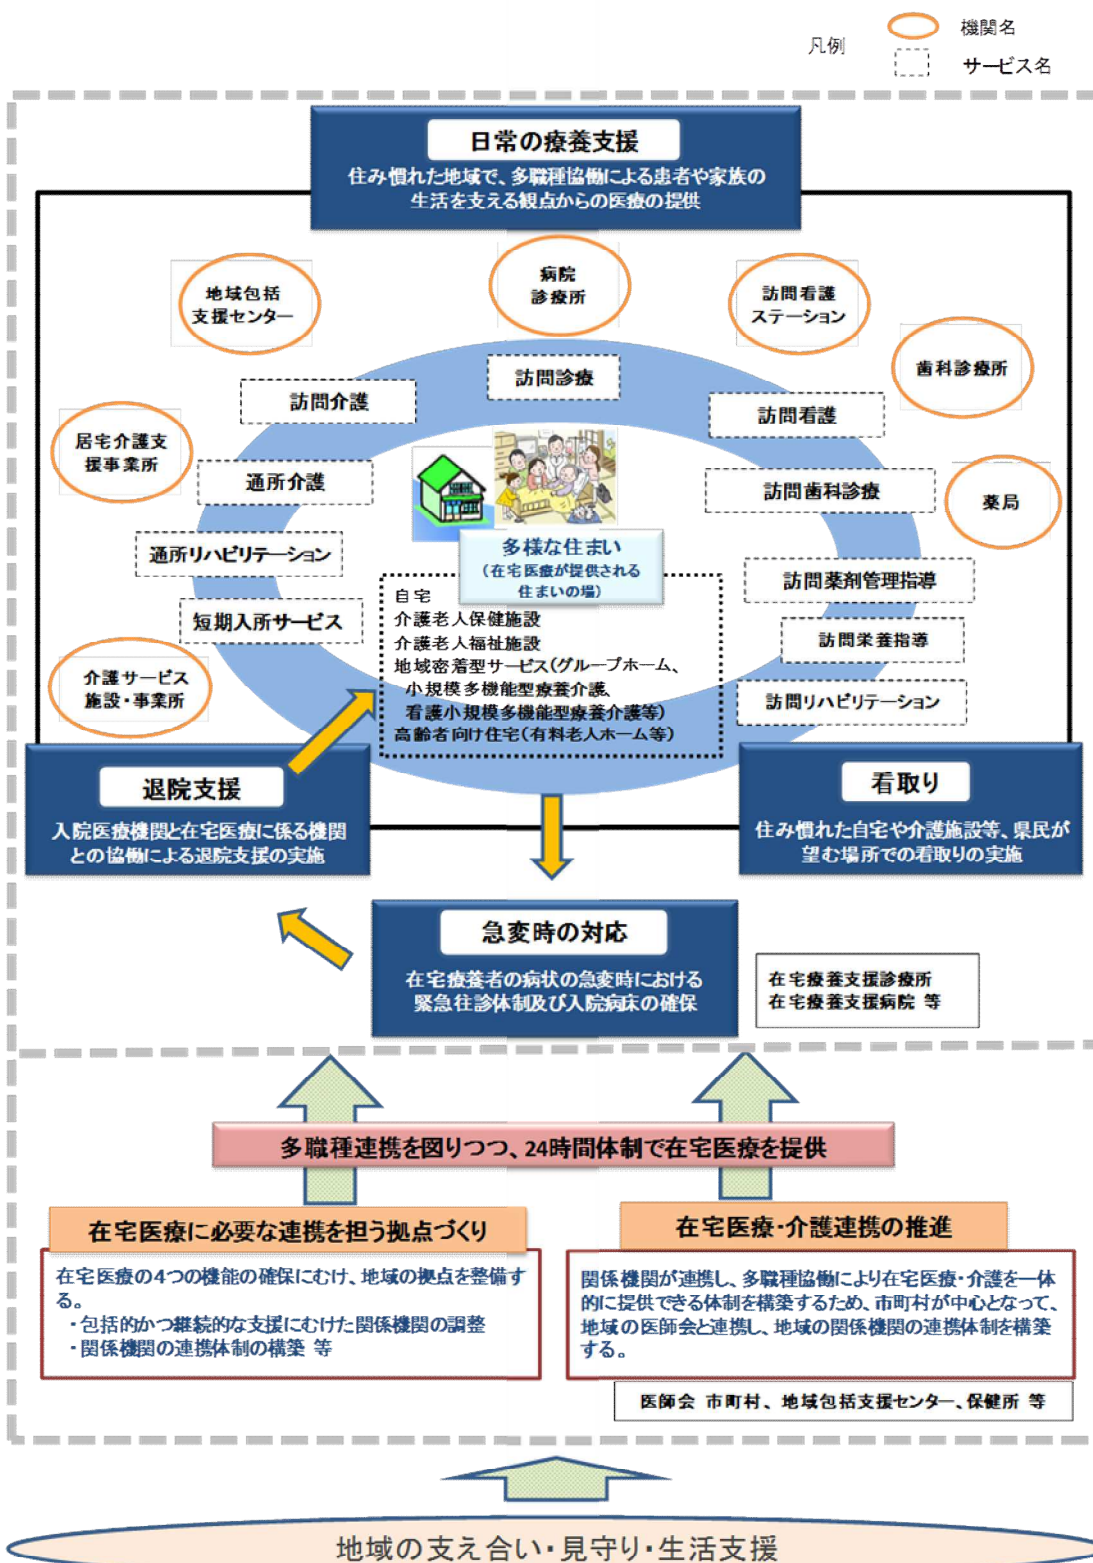 凡例
機関名
サービス名
日常の療養支援
住み慣れた地域で、多職種協働による患者や家族の
生活を支える観点からの医療の提供
病院
診療所
地域包括
支援センター
訪問看護
ステーション
歯科診療所
訪問診療
訪問介護
訪問看護
居宅介護支
援事業所
通所介護
訪問歯科診療
薬局
多様な住まい
(在宅医療が提供される
住まいの場)
通所リハビリテーション
訪問薬剤管理指導
短期入所サービス
訪問栄養指導
自宅
介護老人保健施設
介護老人福祉施設
地域密着型サービス(グループホーム、
小規模多機能型療養介護、
看護小規模多機能型療養介護等)
高齢者向け住宅(有料老人ホーム等)
介護サービス
施設・事業所
訪問リハビリテーション
退院支援
入院医療機関と在宅医療に係る機関
との協働による退院支援の実施
看取り
住み慣れた自宅や介護施設等、県民が
望む場所での看取りの実施
急変時の対応
在宅療養者の病状の急変時における
緊急往診体制及び入院病床の確保
在宅療養支援診療所
在宅療養支援病院 等
多職種連携を図りつつ、24時間体制で在宅医療を提供
在宅医療に必要な連携を担う拠点づくり
在宅医療の4つの機能の確保にむけ、地域の拠点を整備す
る。
・包括的かつ継続的な支援にむけた関係機関の調整
・関係機関の連携体制の構築 等
在宅医療・介護連携の推進
関係機関が連携し、多職種協働により在宅医療・介護を一体
的に提供できる体制を構築するため、市町村が中心となって、
地域の医師会と連携し、地域の関係機関の連携体制を構築
する。
医師会 市町村、地域包括支援センター、保健所 等
地域の支え合い・見守り・生活支援